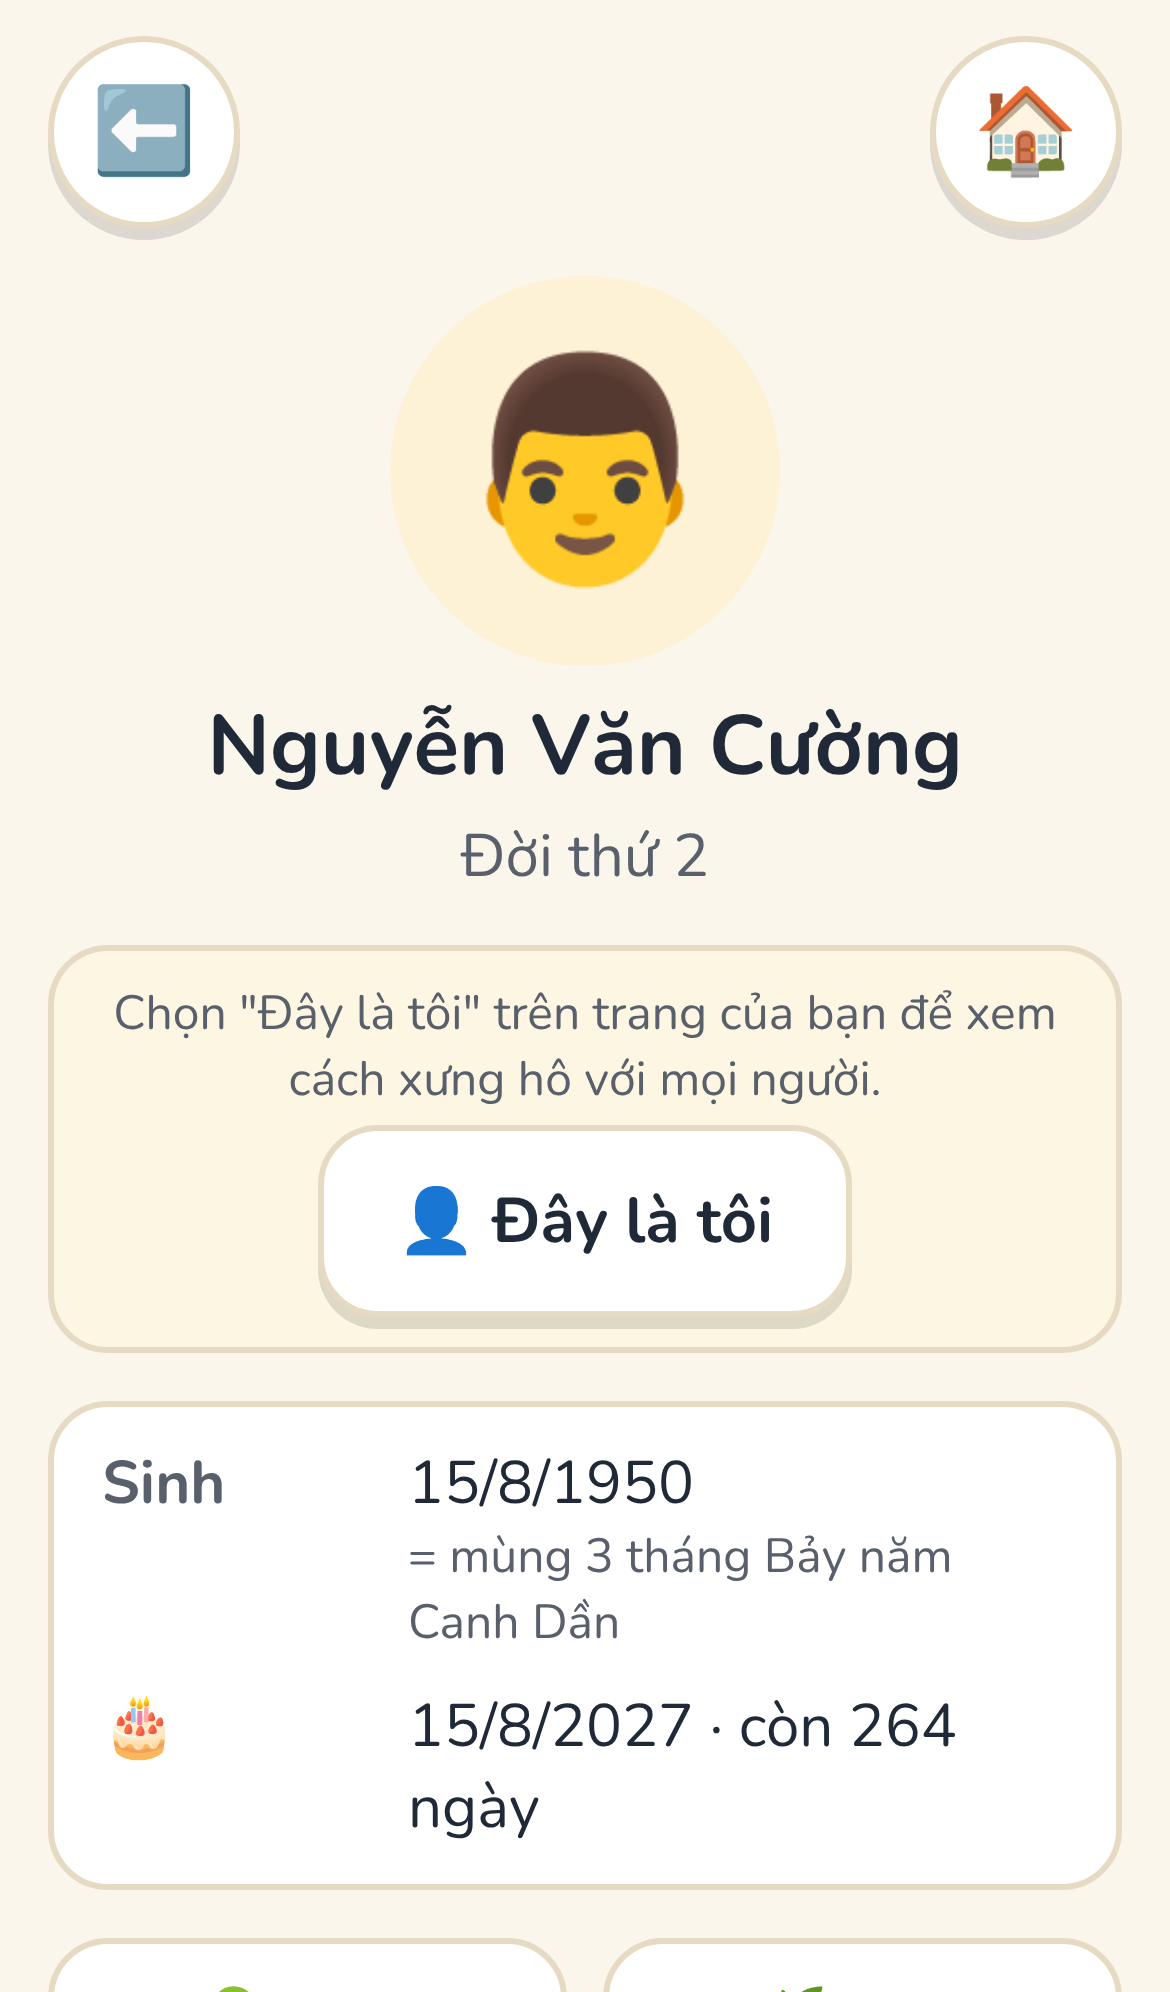 Nguyễn Văn Cường
Đời thứ 2
Chọn "Đây là tôi" trên trang của bạn để xem
cách xưng hô với mọi người.
Đây là tôi
Sinh
15/8/1950
= mùng 3 tháng Bảy năm
Canh Dần
15/8/2027 · còn 264
ngày